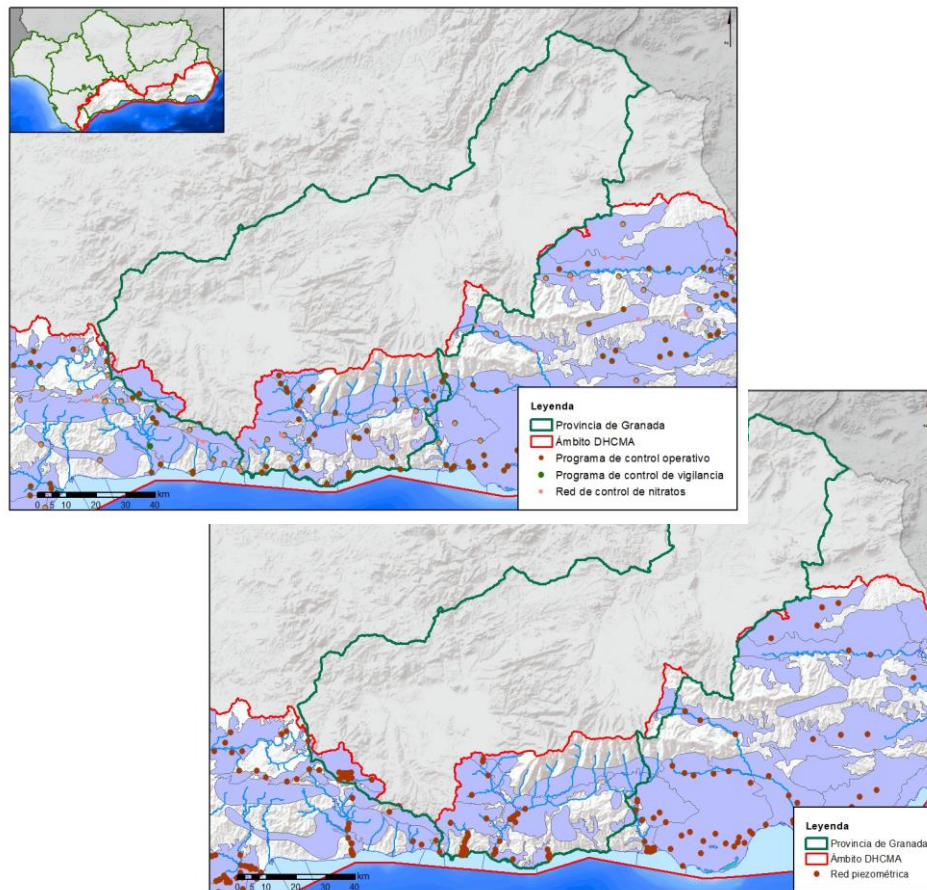 Leyenda
Provincia de Granada
Ámbito DHCMA
Programa de control operativo
Programa de control de vigilancia
Red de control de nitratos
0 5 10 20 30 40
km
Leyenda
Provincia de Granada
Ámbito DHCMA
Red piezométrica
0 5 10 20 30 40
km